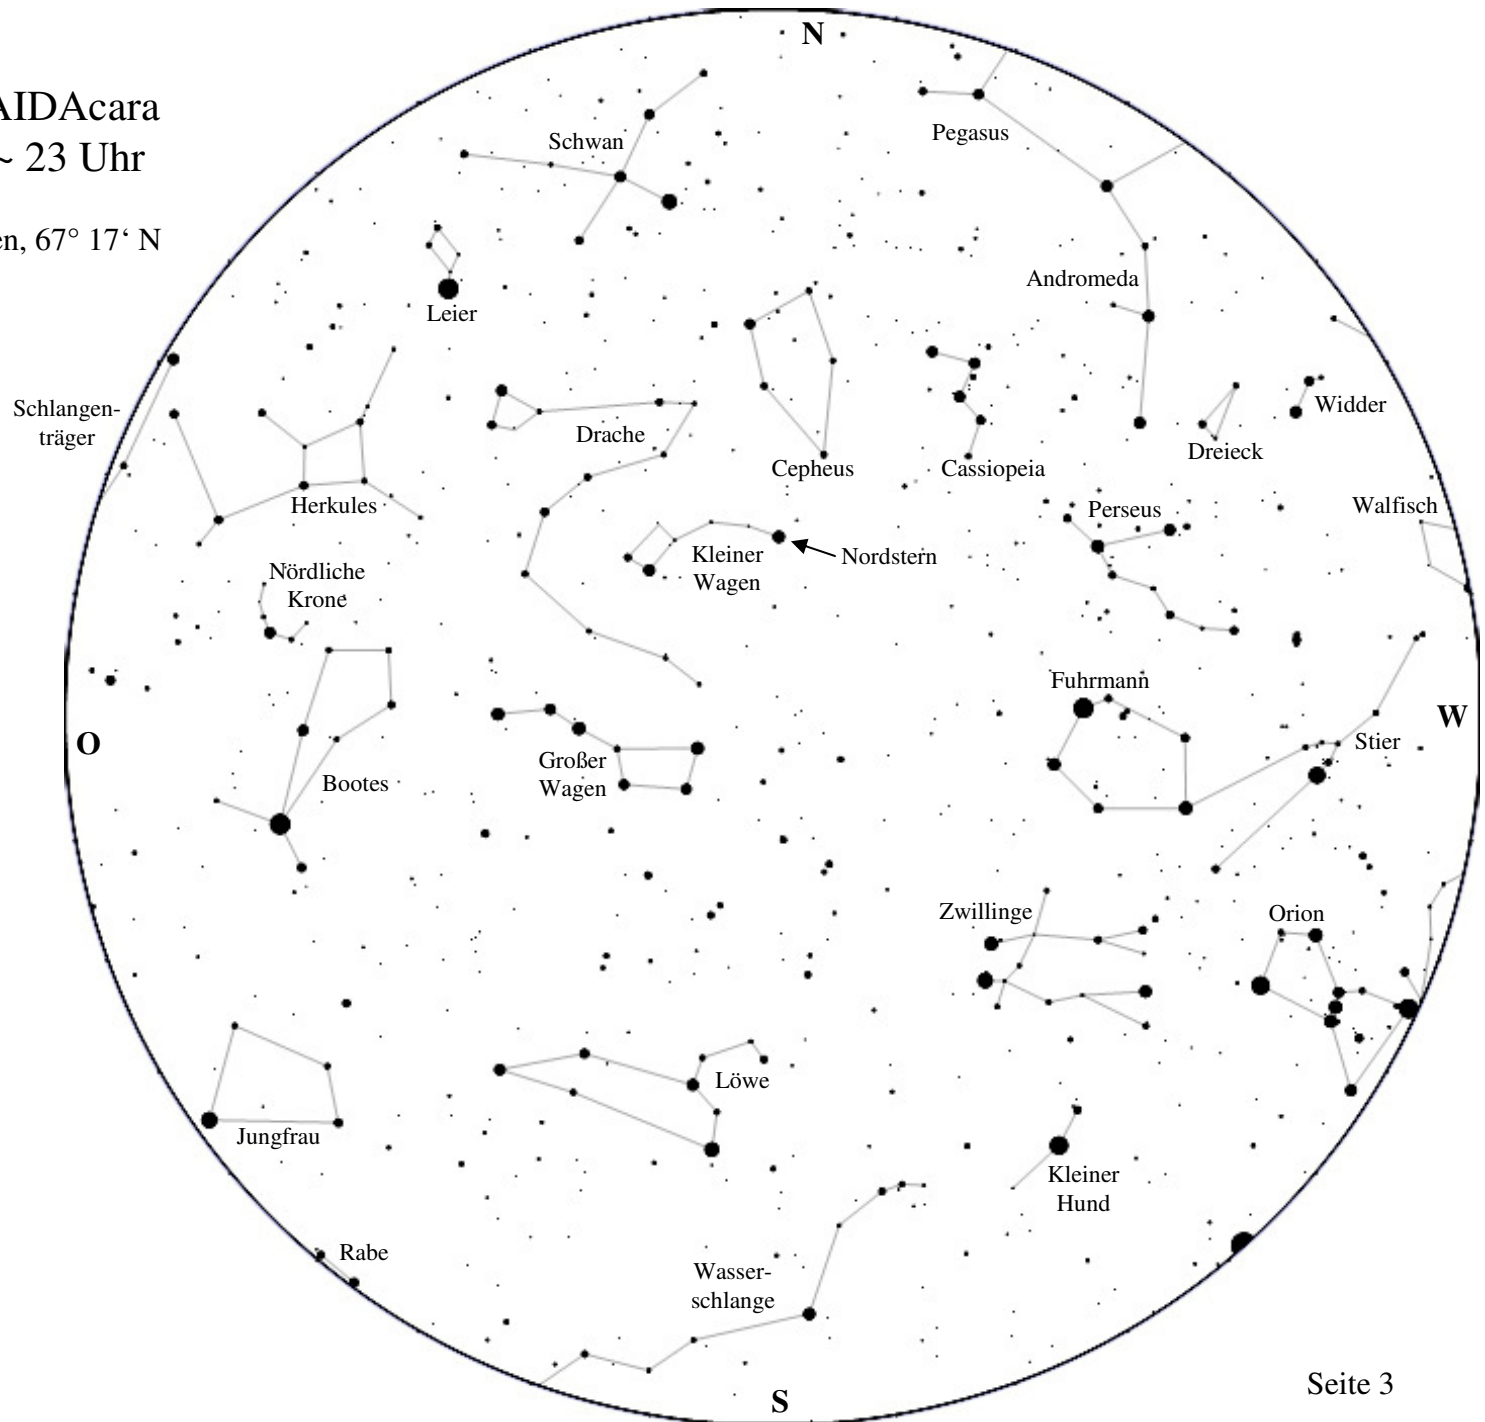 AIDAcara
~ 23 Uhr
67° 17‘ N
N
Schwan
Pegasus
Leier
Andromeda
Schlangen-
träger
Herkules
Drache
Cepheus
Cassiopeia
Dreieck
Widder
Walfisch
Perseus
Nordstern
Kleiner
Wagen
Nördliche
Krone
Fuhrmann
O
W
Bootes
Großer
Wagen
Stier
Zwillinge
Orion
Jungfrau
Löwe
Kleiner
Hund
Rabe
Wasser-
schlange
S
Seite 3